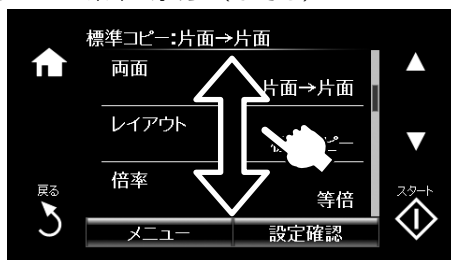 標準コピー:片面→片面
両面
片面→片面
レイアウト
ピー
倍率
等倍
戻る
スタート
メニュー
設定確認